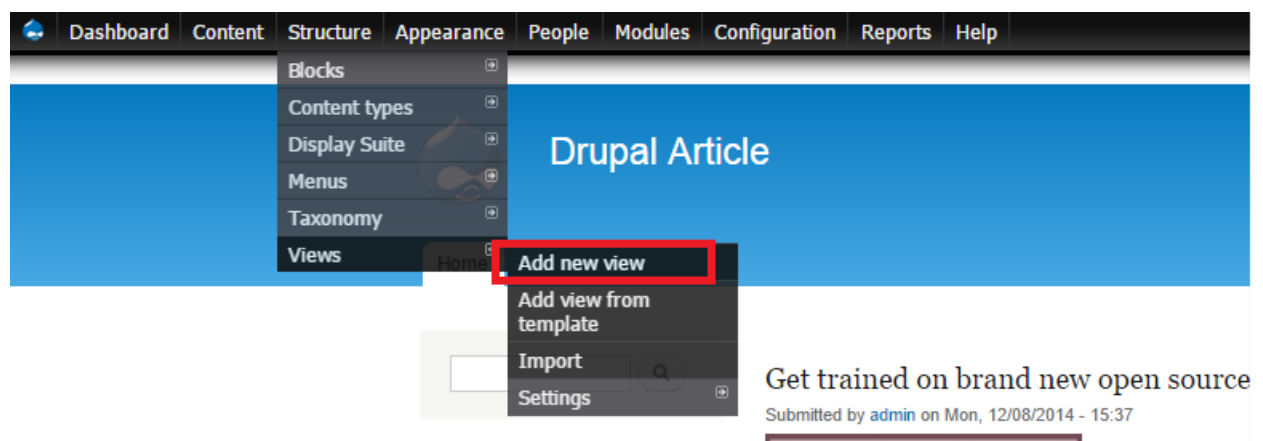 Dashboard Content Structure Appearance People Modules Configuration Reports Help
Blocks
Content types
Display Suite
Menus
Taxonomy
Views
Drupal Article
Home
Add new view
Add view from
template
Import
Settings
Get trained on brand new open source
Submitted by admin on Mon, 12/08/2014 - 15:37